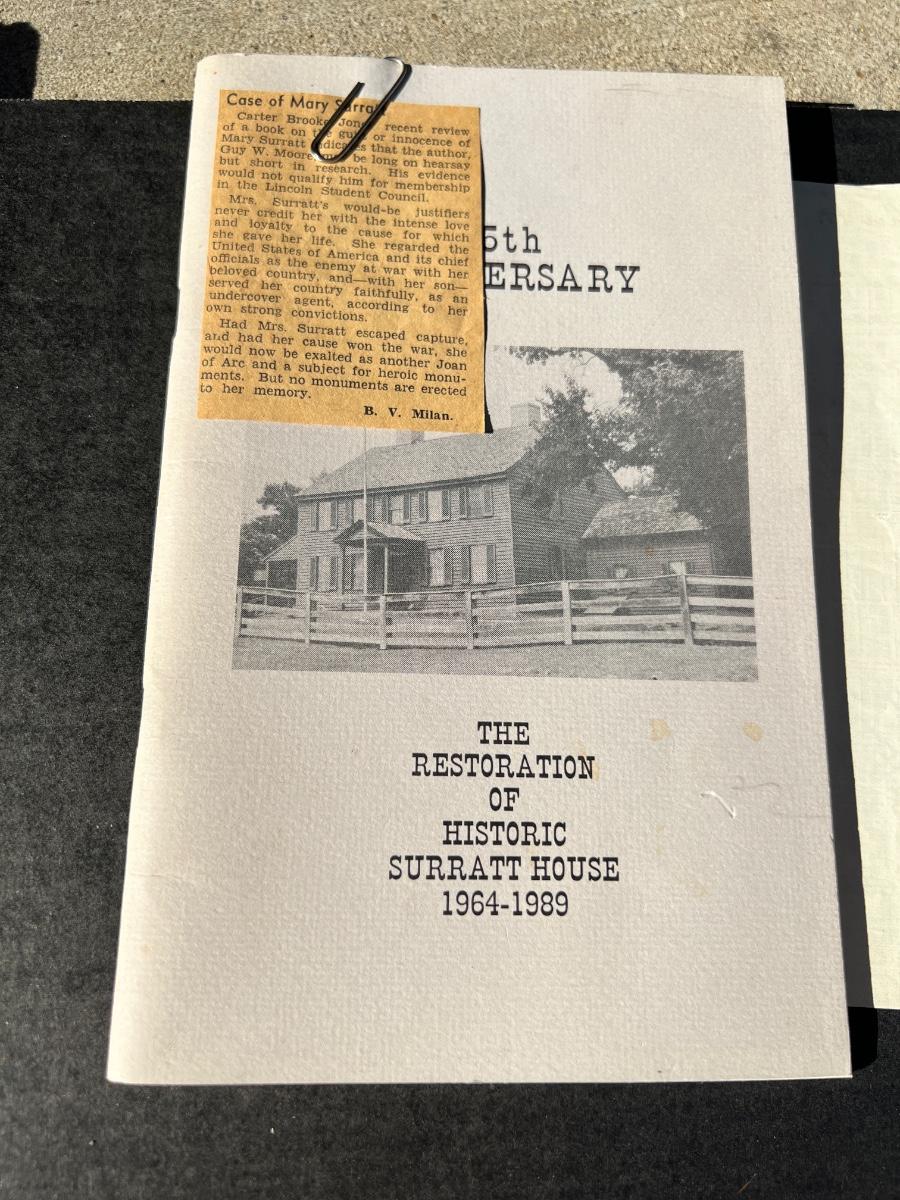 Case of Mary Surratt
Carter Brooke Jones' recent review
of a book on the guilt or innocence of
Mary Surratt indicates that the author,
Guy W. Moore, may be long on hearsay
but short in research. His evidence
would not qualify him for membership
in the Lincoln Student Council.
Mrs. Surratt's would-be justifiers
never credit her with the intense love
and loyalty to the cause for which
she gave her life. She regarded the
United States of America and its chief
officials as the enemy at war with her
beloved country, and—with her son—
served her country faithfully, as an
undercover agent, according to her
own strong convictions.
Had Mrs. Surratt escaped capture,
and had her cause won the war, she
would now be exalted as another Joan
of Arc and a subject for heroic monu-
ments. But no monuments are erected
to her memory.
B. V. Milan.
5th
ERSARY
THE
RESTORATION
OF
HISTORIC
SURRATT HOUSE
1964-1989